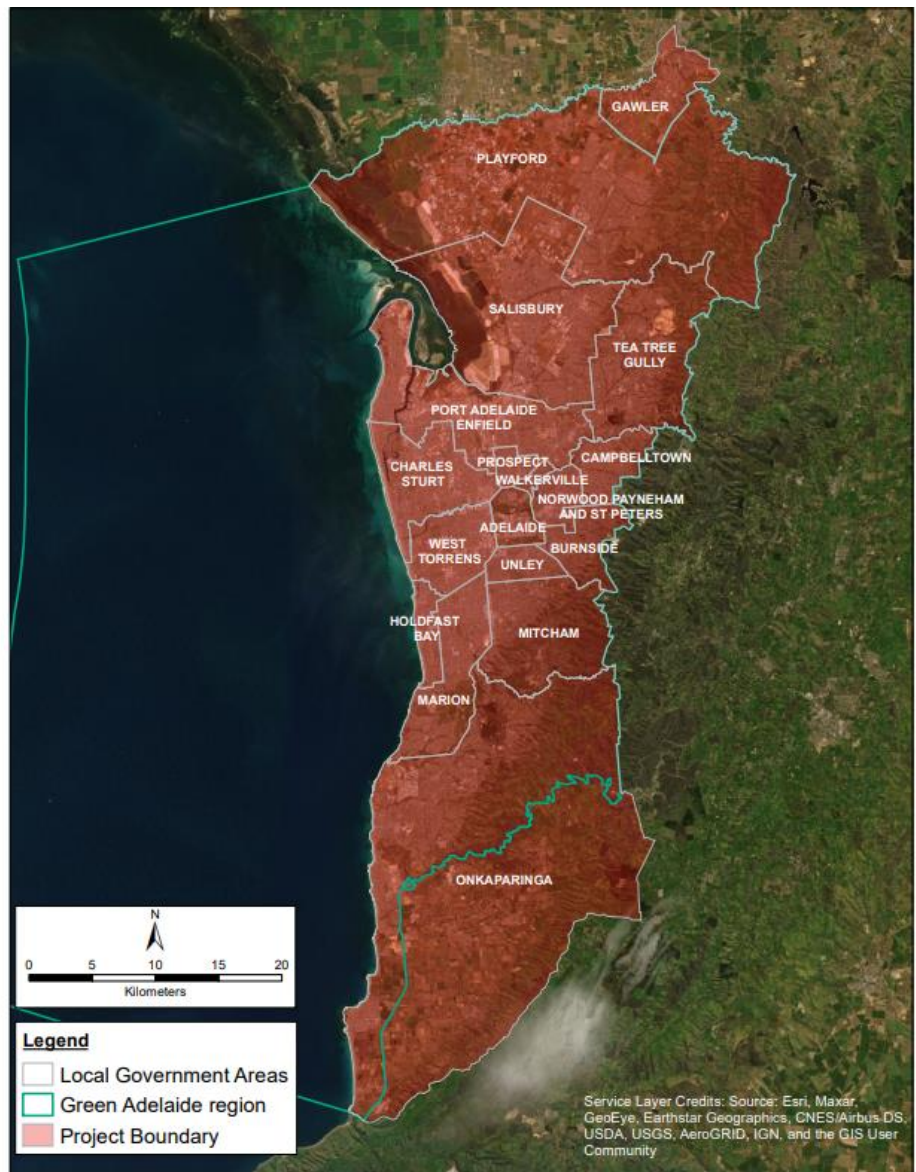 GAWLER
PLAYFORD
SALISBURY
TEA TREE
GULLY
PORT ADELAIDE
ENFIELD
CHARLES
STURT
PROSPECT
CAMPBELLTOWN
WALKERVILLE
NORWOOD PAYNEHAM
AND ST PETERS
ADELAIDE
WEST
TORRENS
BURNSIDE
UNLEY
HOLDFAST
BAY
MITCHAM
MARION
ONKAPARINGA
N
0 5 10 15 20
Kilometers
Legend
Local Government Areas
Green Adelaide region
Project Boundary
Service Layer Credits: Source: Esri, Maxar,
GeoEye, Earthstar Geographics, CNES/Airbus DS,
USDA, USGS, AeroGRID, IGN, and the GIS User
Community